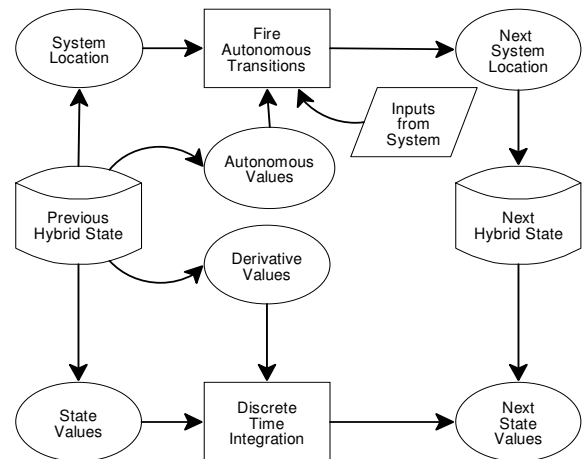 System
Location
Fire
Autonomous
Transitions
Next
System
Location
Inputs
from
System
Autonomous
Values
Previous
Hybrid State
Next
Hybrid State
Derivative
Values
State
Values
Discrete
Time
Integration
Next
State
Values